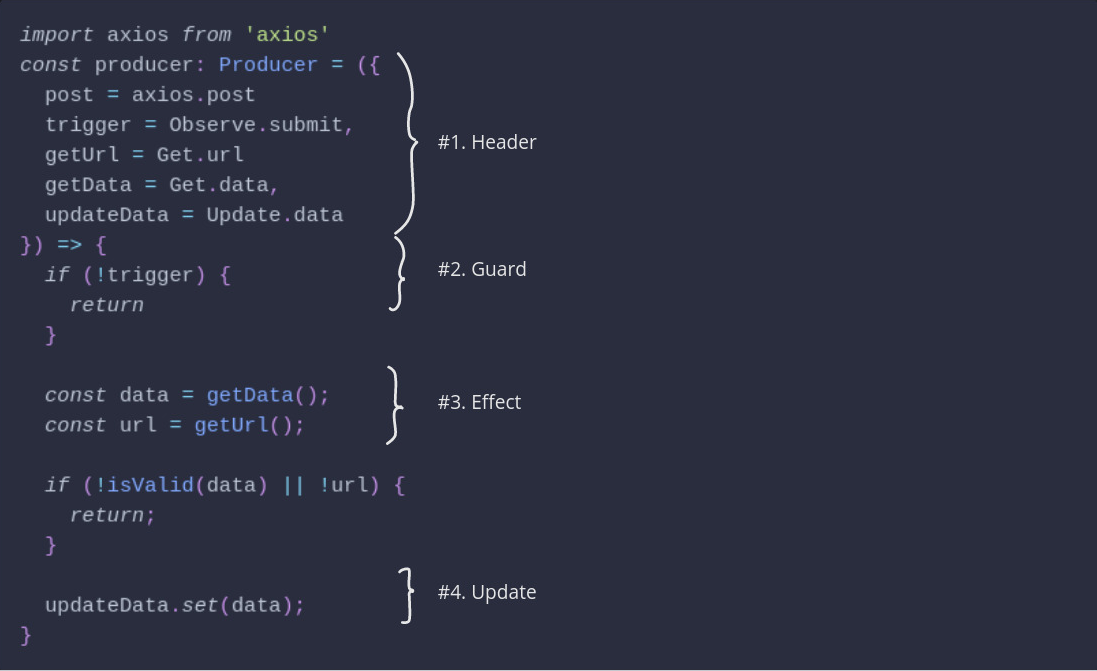 import axios from 'axios'
const producer: Producer = ({
  post = axios.post
  trigger = Observe.submit,
  getUrl = Get.url
  getData = Get.data,
  updateData = Update.data
}) => {
  if (!trigger) {
    return
  }
  const data = getData();
  const url = getUrl();
  if (!isValid(data) || !url) {
    return;
  }
  updateData.set(data);
}
#1. Header
#2. Guard
#3. Effect
#4. Update